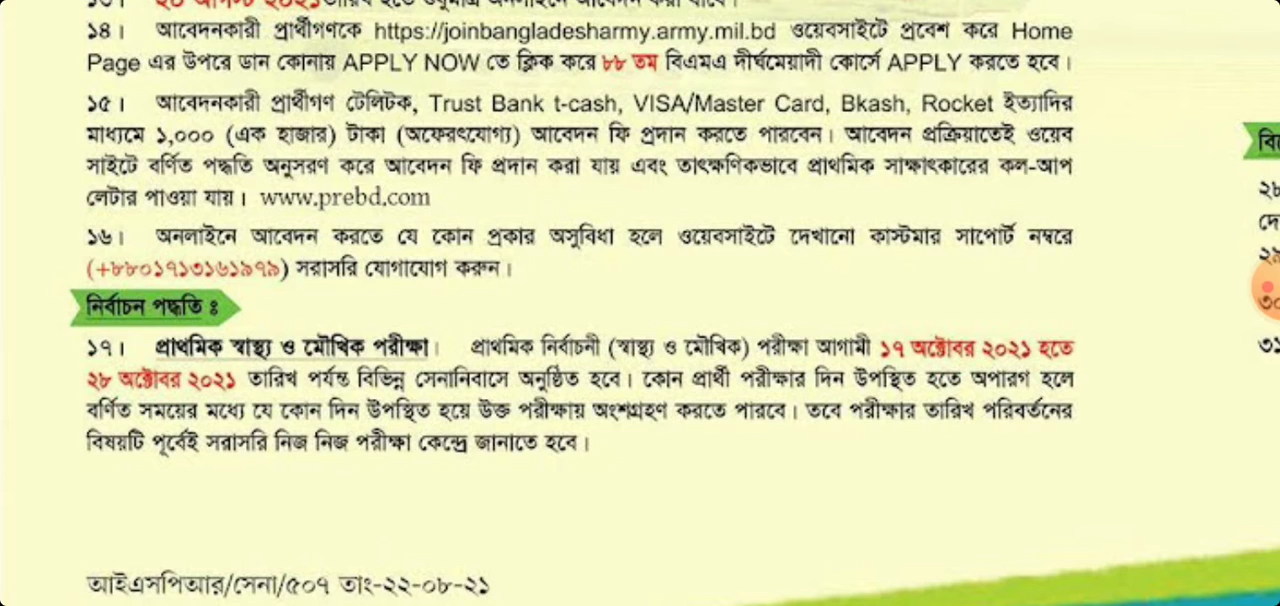 ১৪। আবেদনকারী প্রার্থীগণকে https://joinbangladesharmy.army.mil.bd ওয়েবসাইটে প্রবেশ করে Home
Page এর উপরে ডান কোনায় APPLY NOW তে ক্লিক করে ৮৮ তম বিএমএ দীর্ঘমেয়াদী কোর্সে APPLY করতে হবে।
১৫। আবেদনকারী প্রার্থীগণ টেলিটক, Trust Bank t-cash, VISA/Master Card, Bkash, Rocket ইত্যাদির
মাধ্যমে ১,০০০ (এক হাজার) টাকা (অফেরৎযোগ্য) আবেদন ফি প্রদান করতে পারবেন। আবেদন প্রক্রিয়াতেই ওয়েব
সাইটে বর্ণিত পদ্ধতি অনুসরণ করে আবেদন ফি প্রদান করা যায় এবং তাৎক্ষণিকভাবে প্রাথমিক সাক্ষাৎকারের কল-আপ
লেটার পাওয়া যায়। www.prebd.com
১৬। অনলাইনে আবেদন করতে যে কোন প্রকার অসুবিধা হলে ওয়েবসাইটে দেখানো কাস্টমার সাপোর্ট নম্বরে
(+৮৮০১৭১৩১৬১৯৭৯) সরাসরি যোগাযোগ করুন।
নির্বাচন পদ্ধতি ঃ
১৭। প্রাথমিক স্বাস্থ্য ও মৌখিক পরীক্ষা। প্রাথমিক নির্বাচনী (স্বাস্থ্য ও মৌখিক) পরীক্ষা আগামী ১৭ অক্টোবর ২০২১ হতে
২৮ অক্টোবর ২০২১ তারিখ পর্যন্ত বিভিন্ন সেনানিবাসে অনুষ্ঠিত হবে। কোন প্রার্থী পরীক্ষার দিন উপস্থিত হতে অপারগ হলে
বর্ণিত সময়ের মধ্যে যে কোন দিন উপস্থিত হয়ে উক্ত পরীক্ষায় অংশগ্রহণ করতে পারবে। তবে পরীক্ষার তারিখ পরিবর্তনের
বিষয়টি পূর্বেই সরাসরি নিজ নিজ পরীক্ষা কেন্দ্রে জানাতে হবে।
আইএসপিআর/সেনা/৫০৭ তাং-২২-০৮-২১